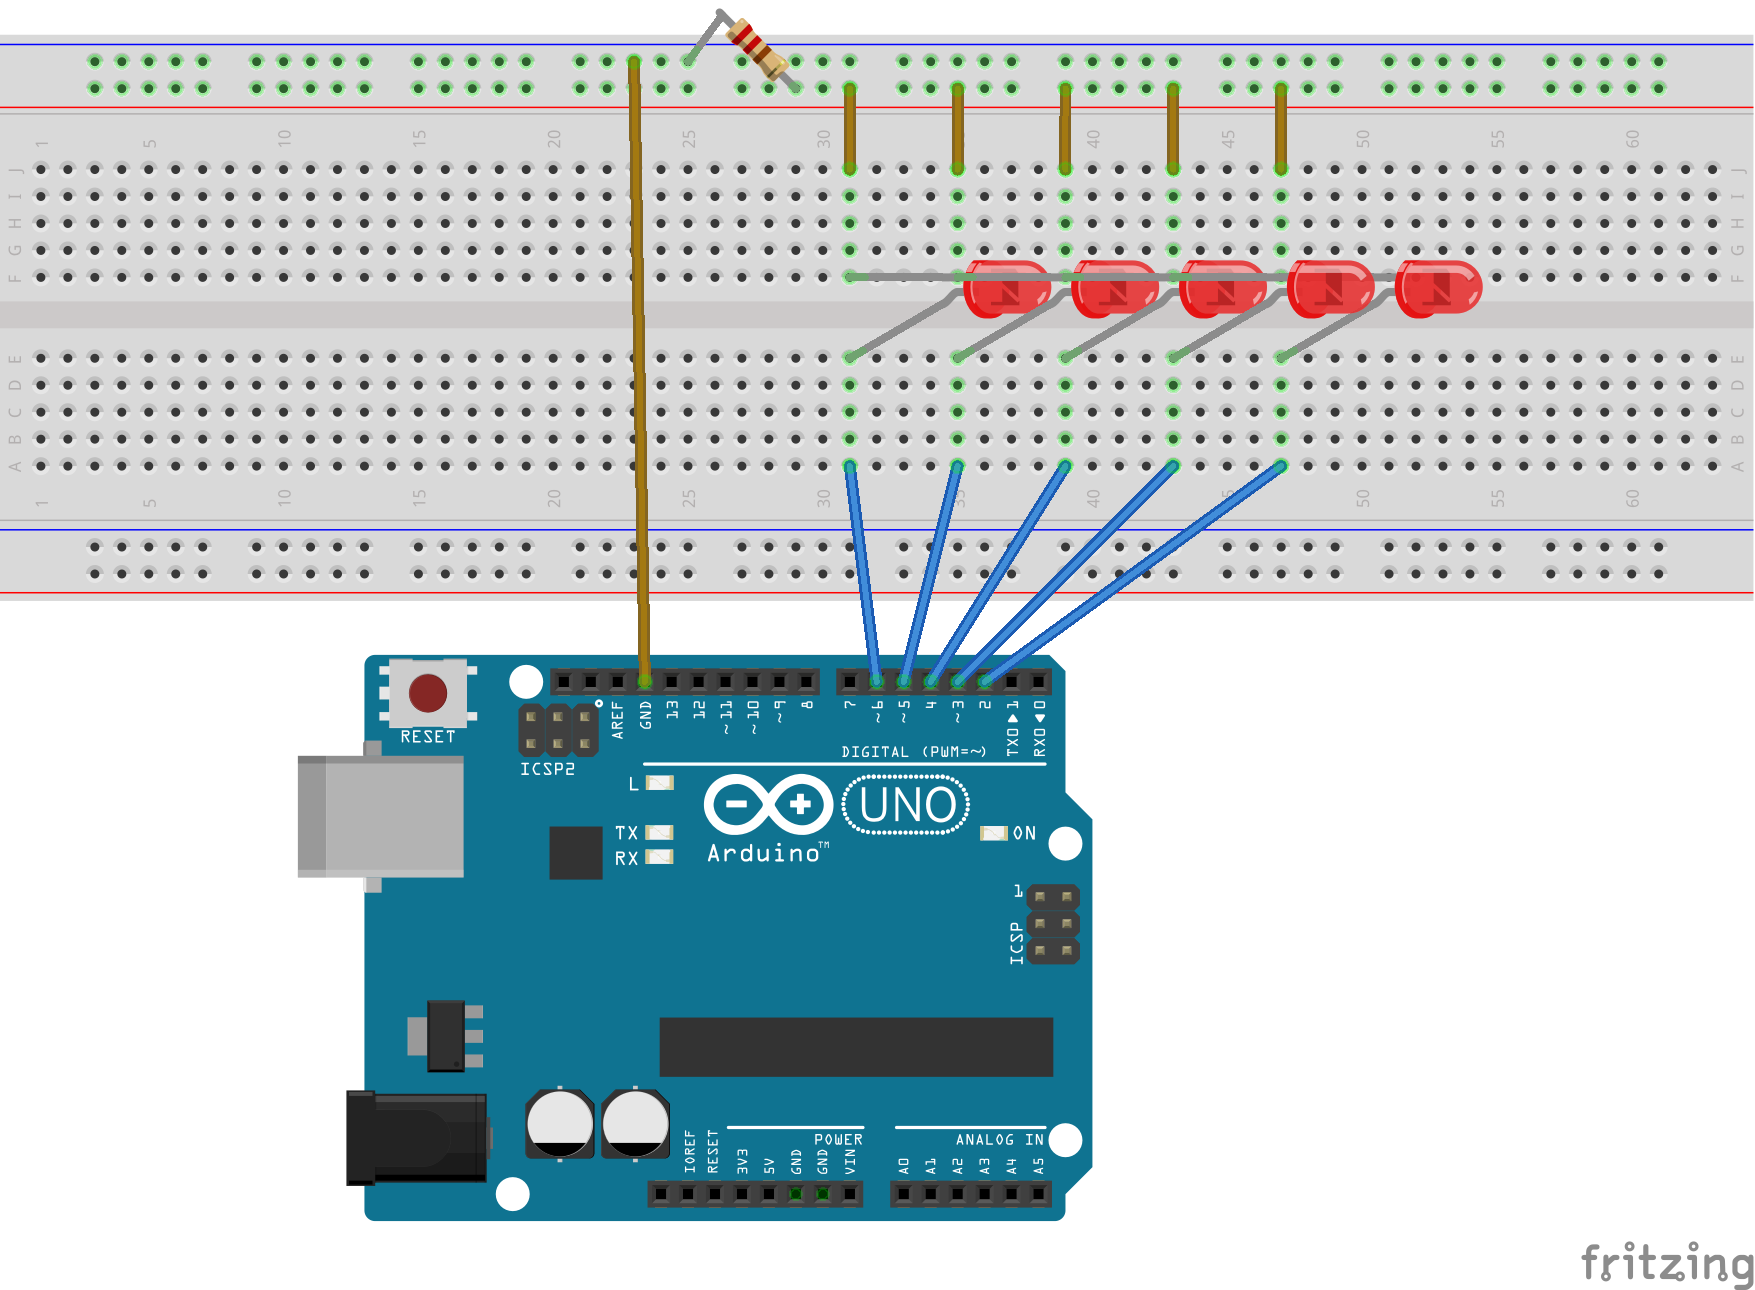 1 5 10 15 20 25 30 35 40 45 50 55 60
J J
I I
H H
G G
F F
E E
D D
C C
B B
A A
1 5 10 15 20 25 30 35 40 45 50 55 60
RESET
ICSP2
AREF
GND
13
12
~11
~10
~9
8
7
~6
~5
4
~3
2
TX0▶1
RX0◀0
DIGITAL (PWM=~)
L
TX
RX
UNO
Arduino™
ON
1
ICSP
POWER
ANALOG IN
IOREF
RESET
3V3
5V
GND
GND
VIN
A0
A1
A2
A3
A4
A5
fritzing